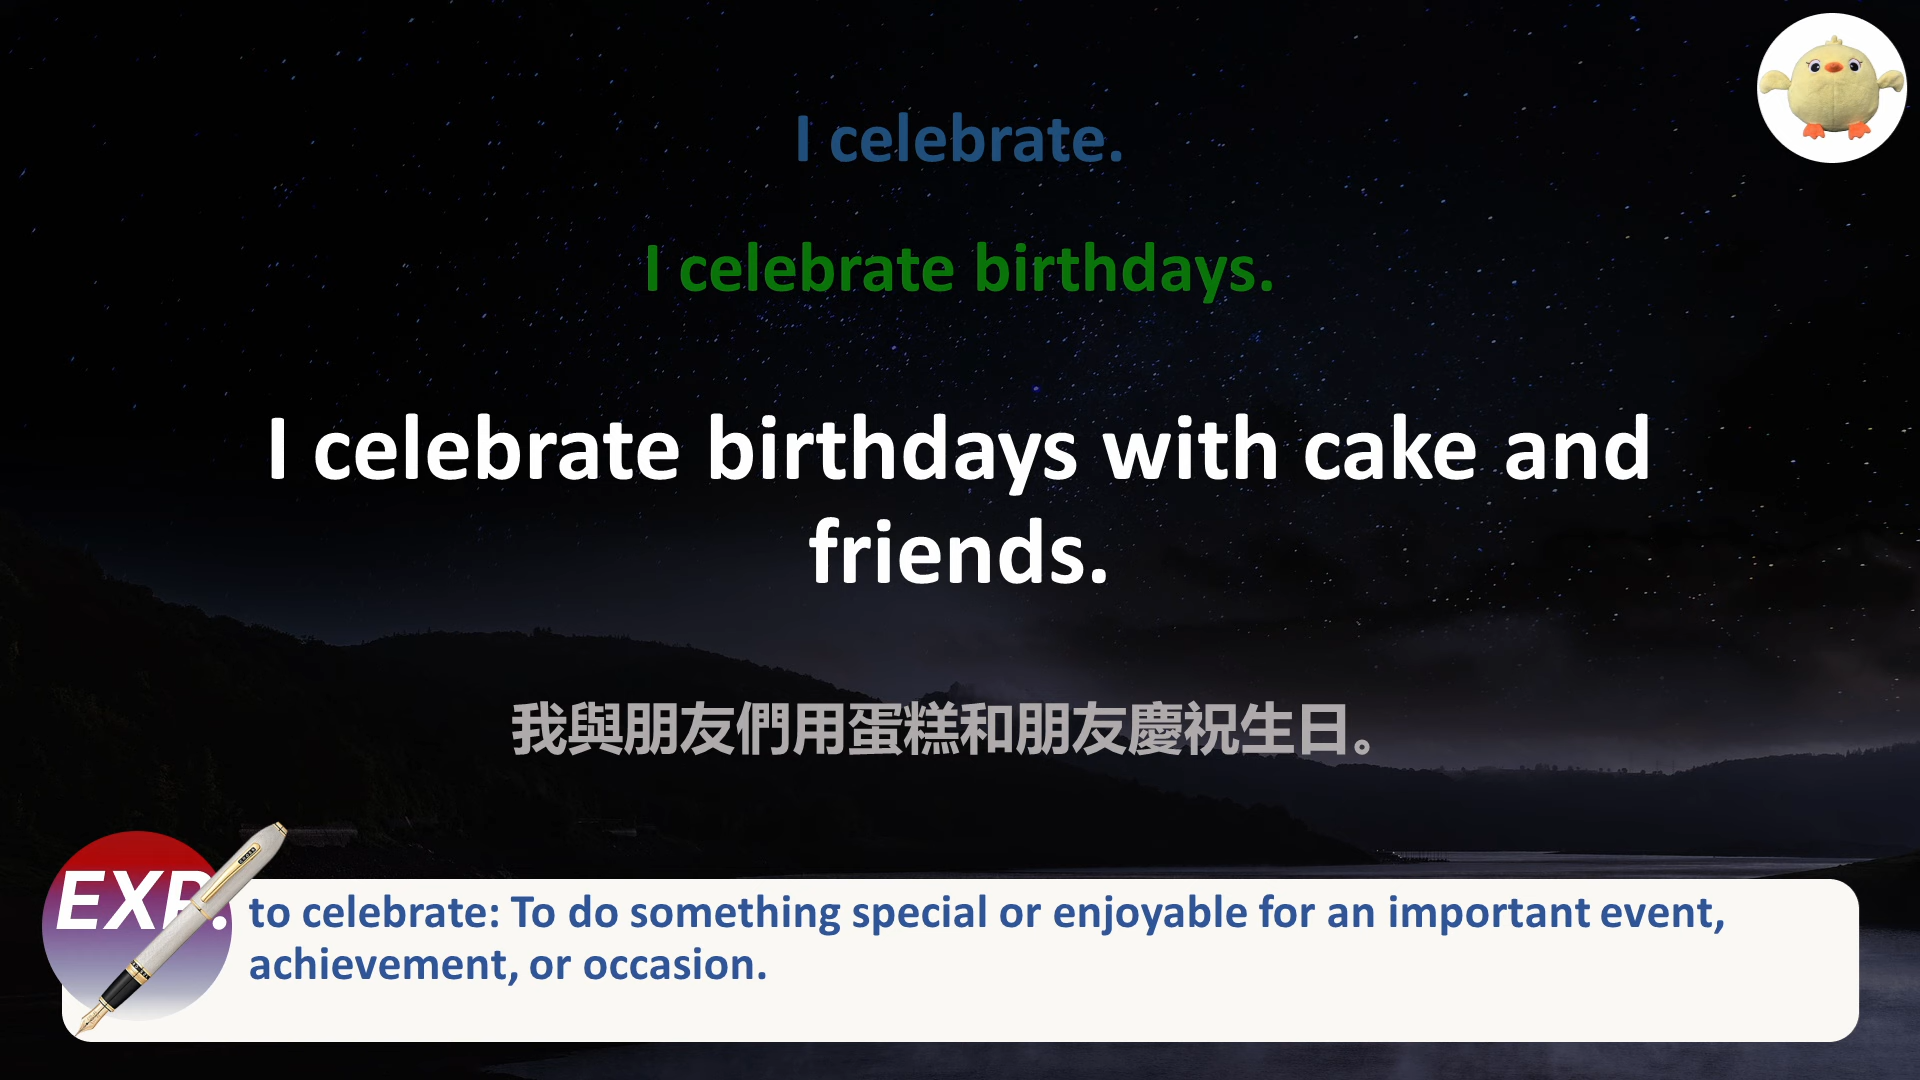 I celebrate.
I celebrate birthdays.
I celebrate birthdays with cake and
friends.
我與朋友們用蛋糕和朋友慶祝生日。
EXP.
to celebrate: To do something special or enjoyable for an important event,
achievement, or occasion.